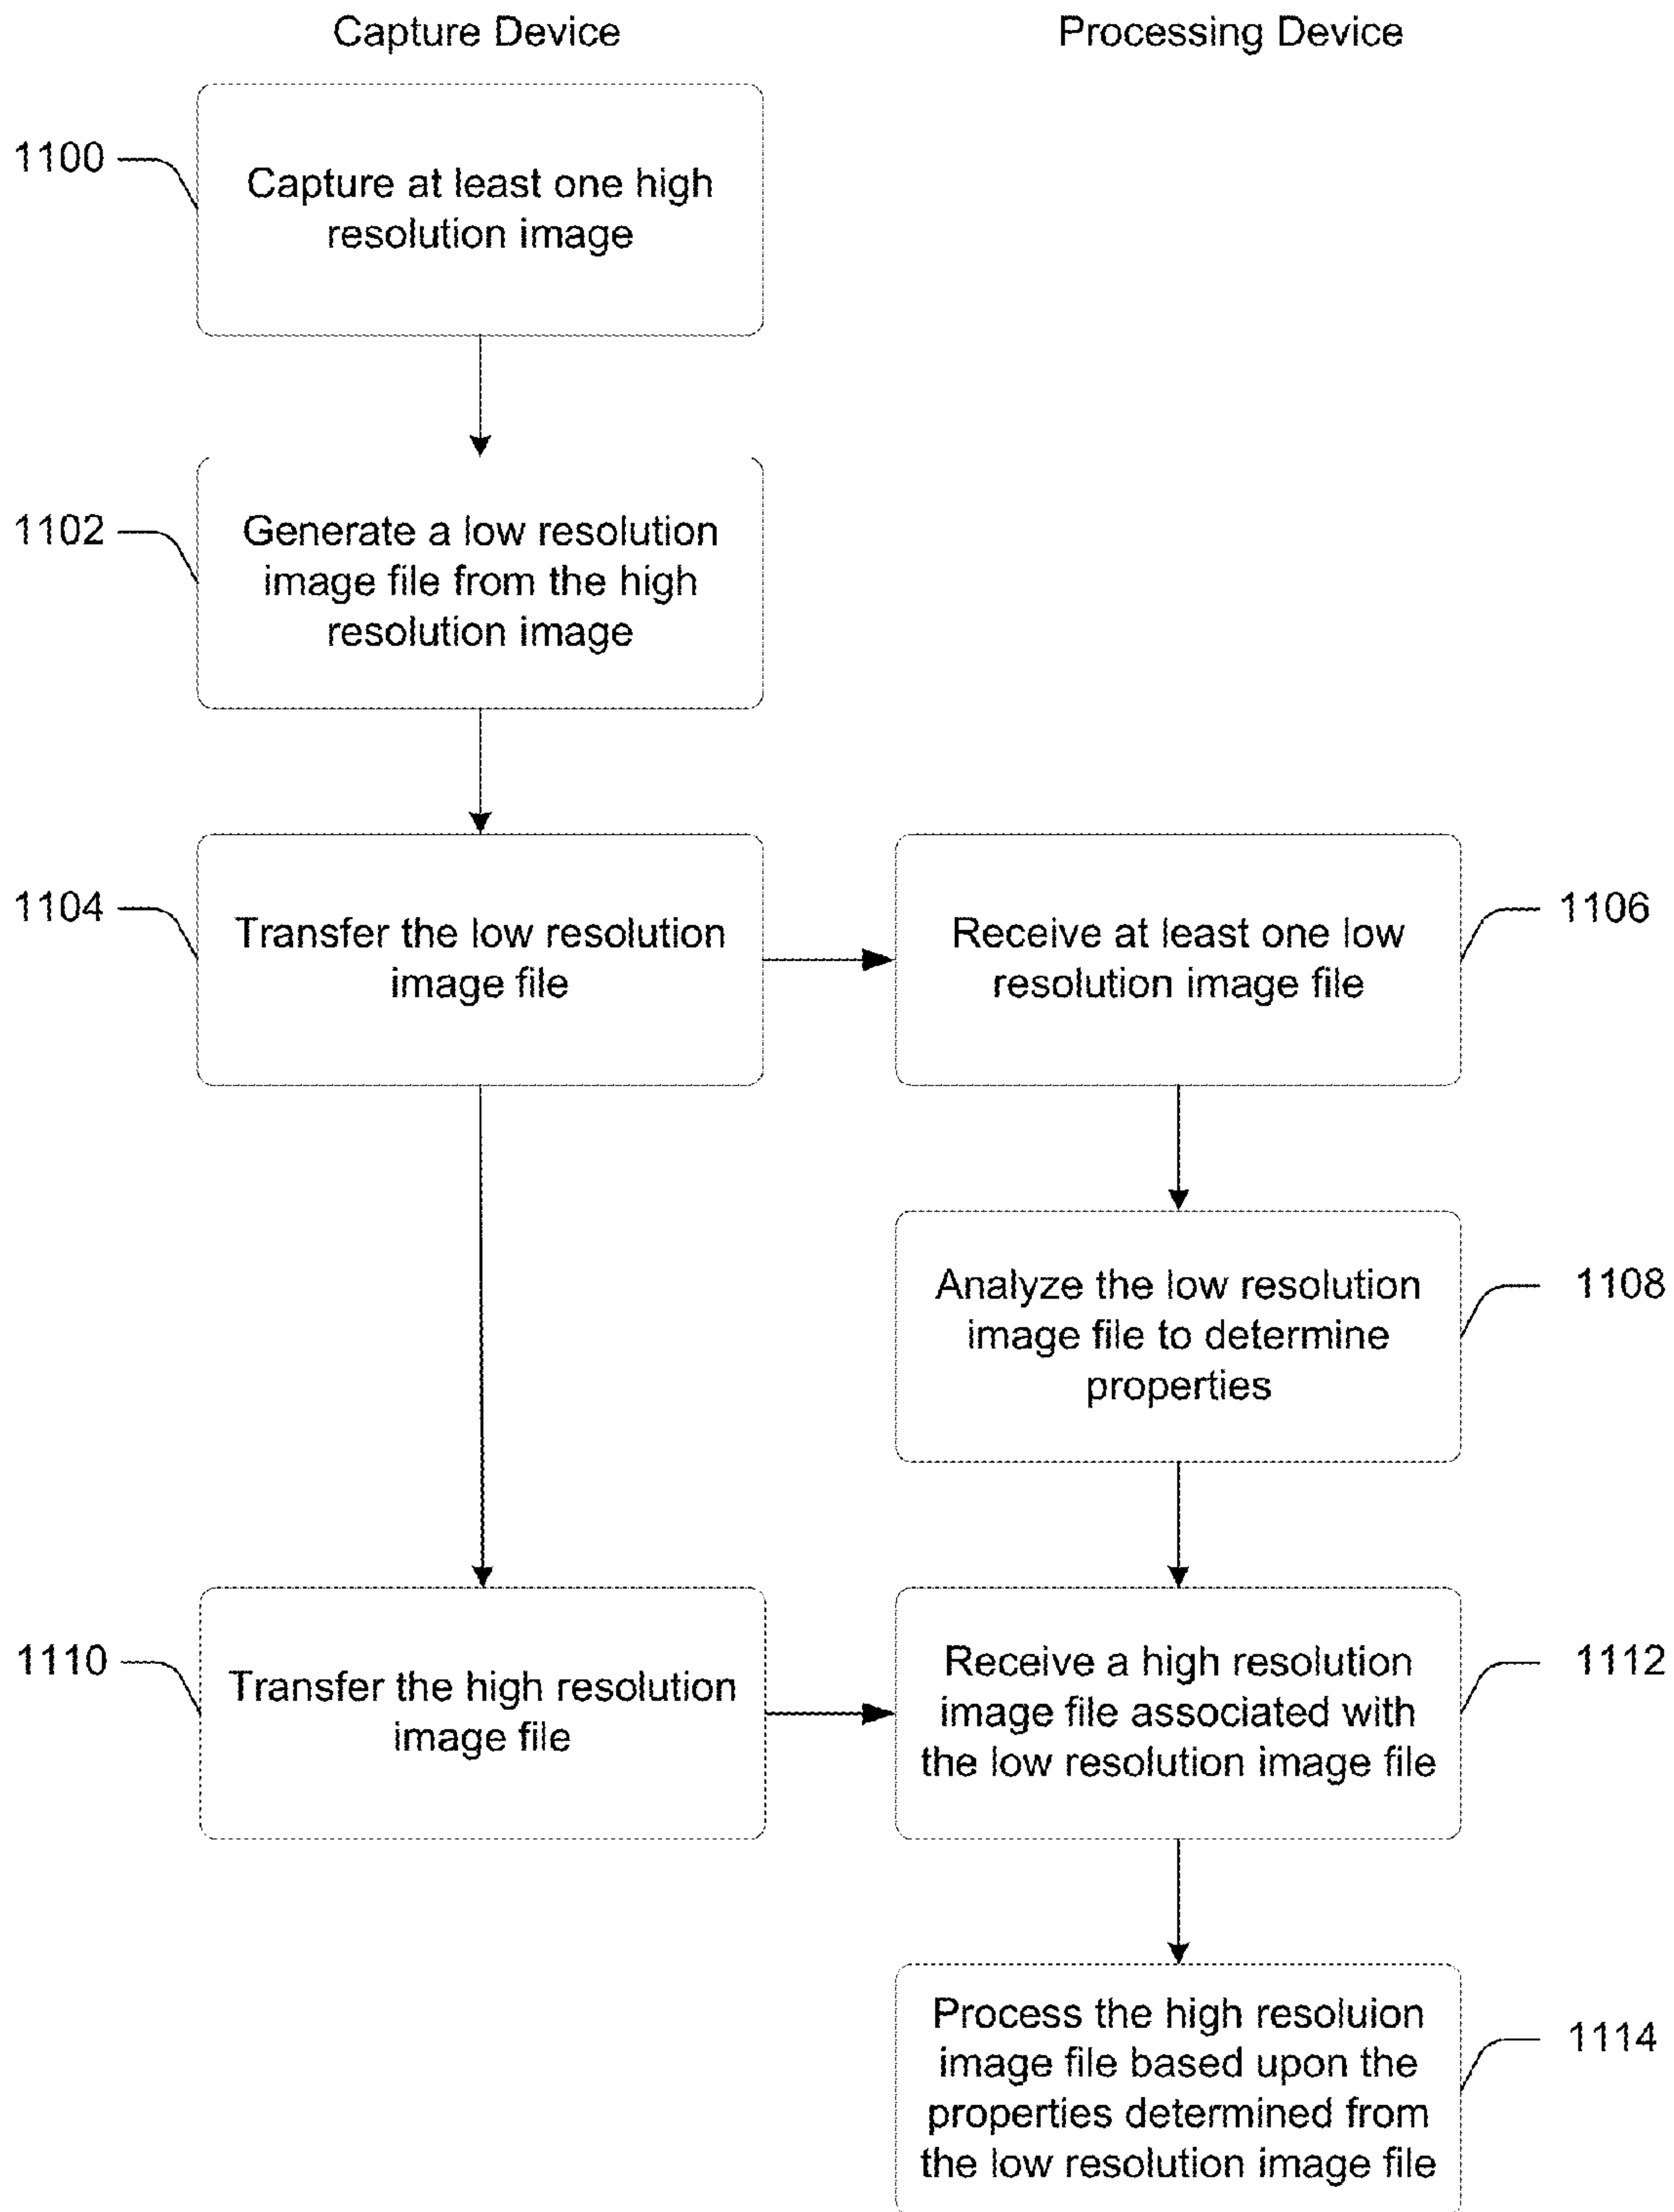 Capture Device
Processing Device
1100
Capture at least one high
resolution image
1102
Generate a low resolution
image file from the high
resolution image
1104
Transfer the low resolution
image file
Receive at least one low
resolution image file
1106
Analyze the low resolution
image file to determine
properties
1108
1110
Transfer the high resolution
image file
Receive a high resolution
image file associated with
the low resolution image file
1112
Process the high resoluion
image file based upon the
properties determined from
the low resolution image file
1114